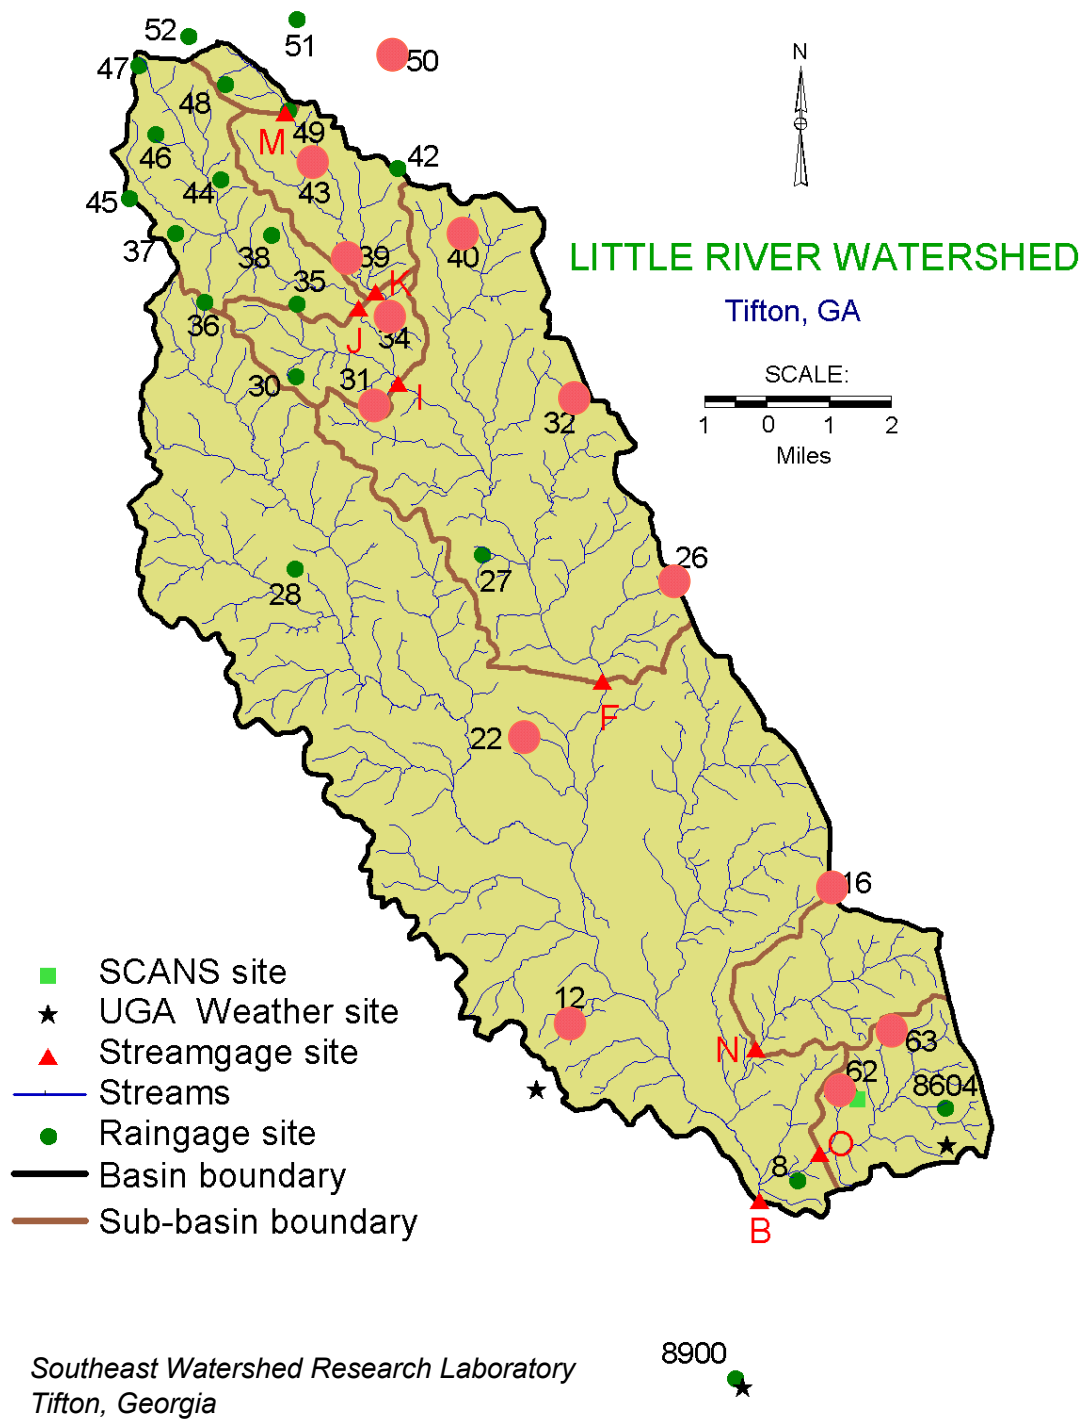 52
51
50
47
48
49
M
46
42
43
44
45
37
38
39
40
35
K
36
J
34
30
31
I
32
LITTLE RIVER WATERSHED
Tifton, GA
N
SCALE:
1 0 1 2
Miles
26
27
28
F
22
16
12
N
63
62
8604
O
8
B
SCANS site
UGA Weather site
Streamgage site
Streams
Raingage site
Basin boundary
Sub-basin boundary
8900
Southeast Watershed Research Laboratory
Tifton, Georgia